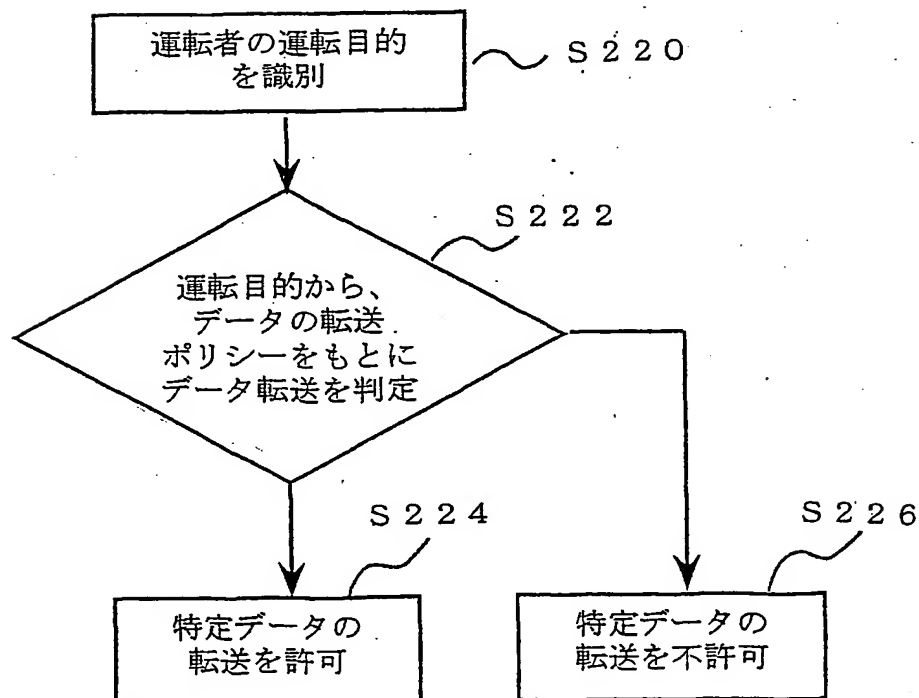 運転者の運転目的
を識別
S220
S222
運転目的から、
データの転送
ポリシーをもとに
データ転送を判定
S224
S226
特定データの
転送を許可
特定データの
転送を不許可